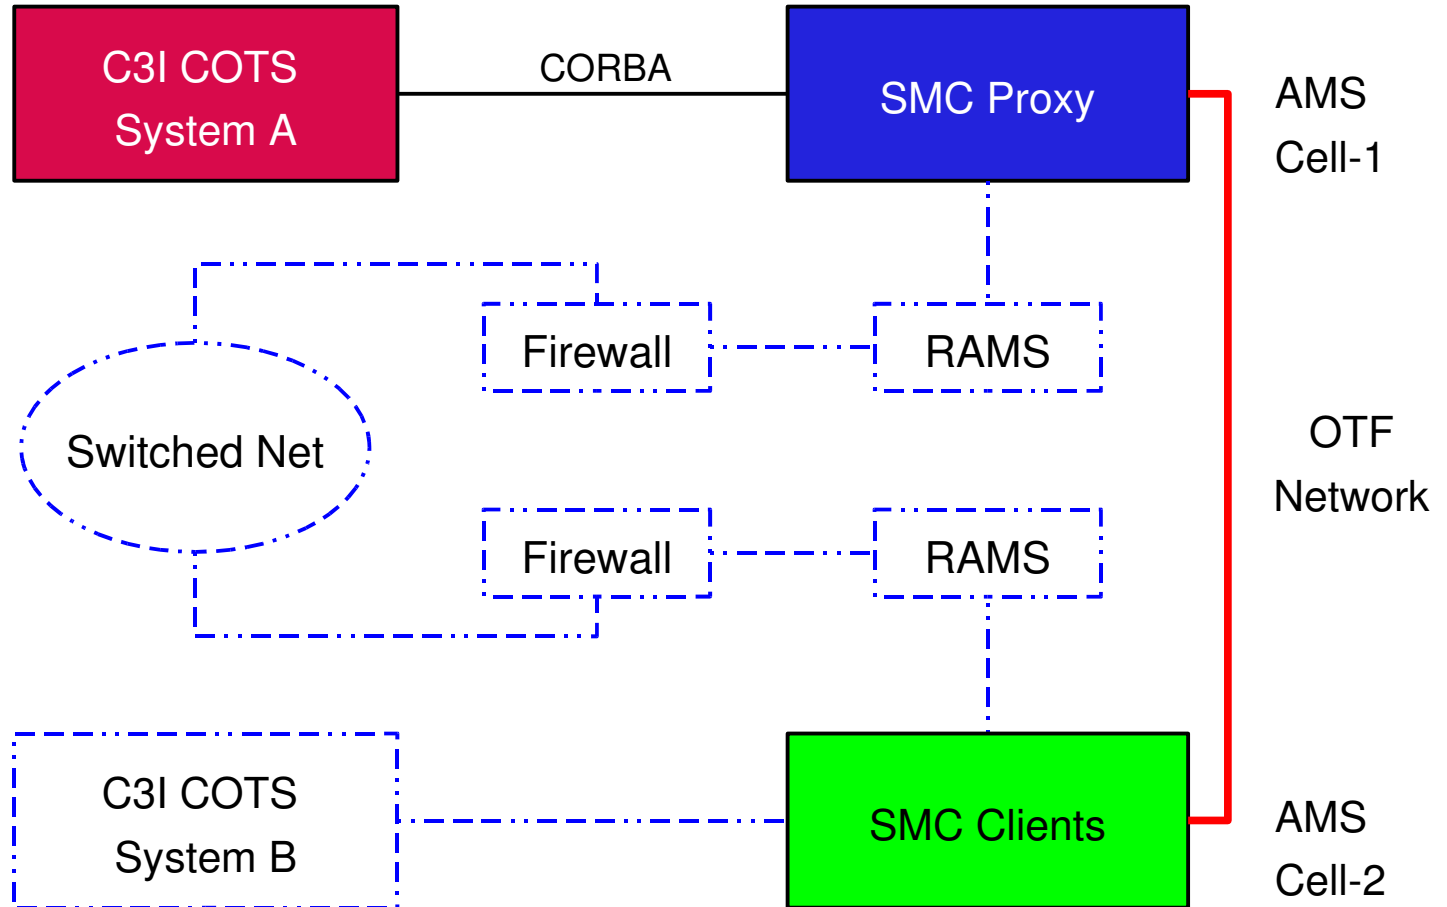 C3I COTS
System A
CORBA
SMC Proxy
AMS
Cell-1
Firewall
RAMS
Switched Net
OTF
Network
Firewall
RAMS
C3I COTS
System B
SMC Clients
AMS
Cell-2